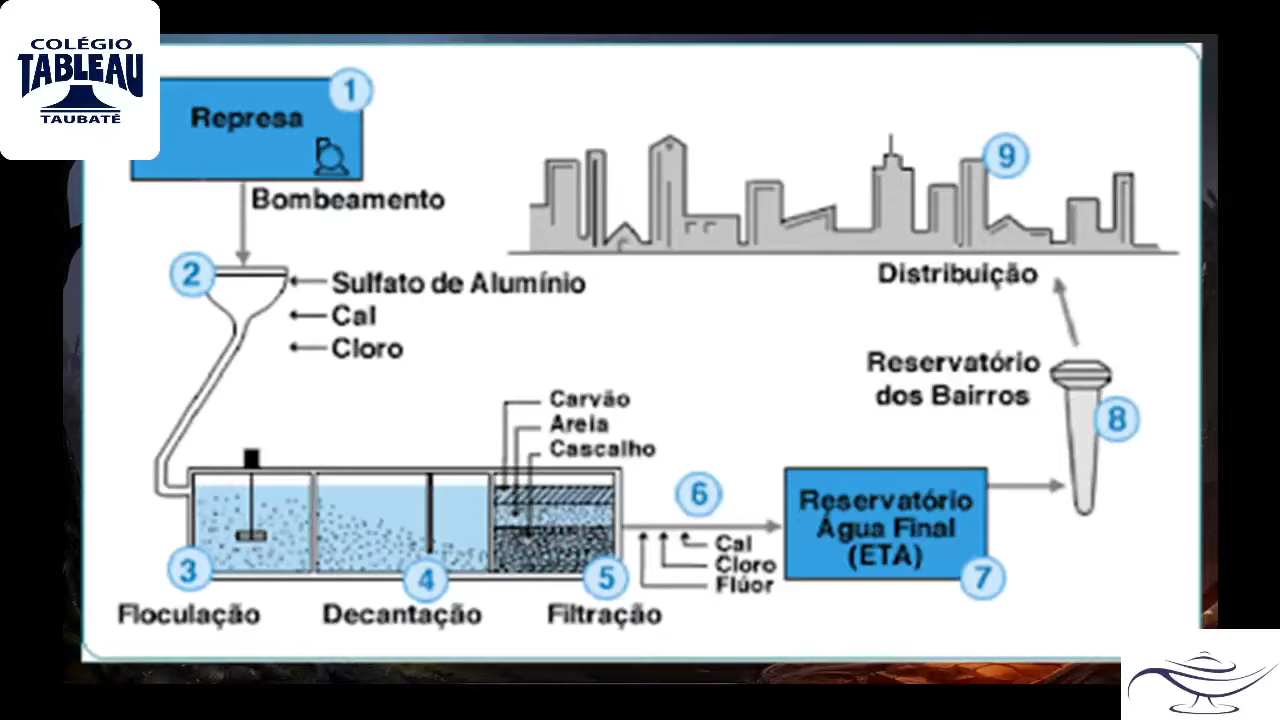 COLÉGIO
TABLEAU
TAUBATÉ
1
Represa
Bombeamento
2
Sulfato de Alumínio
Cal
Cloro
9
Distribuição
Reservatório
dos Bairros
8
Carvão
Areia
Cascalho
3
4
5
Floculação
Decantação
Filtração
6
Cal
Cloro
Flúor
Reservatório
Água Final
(ETA)
7